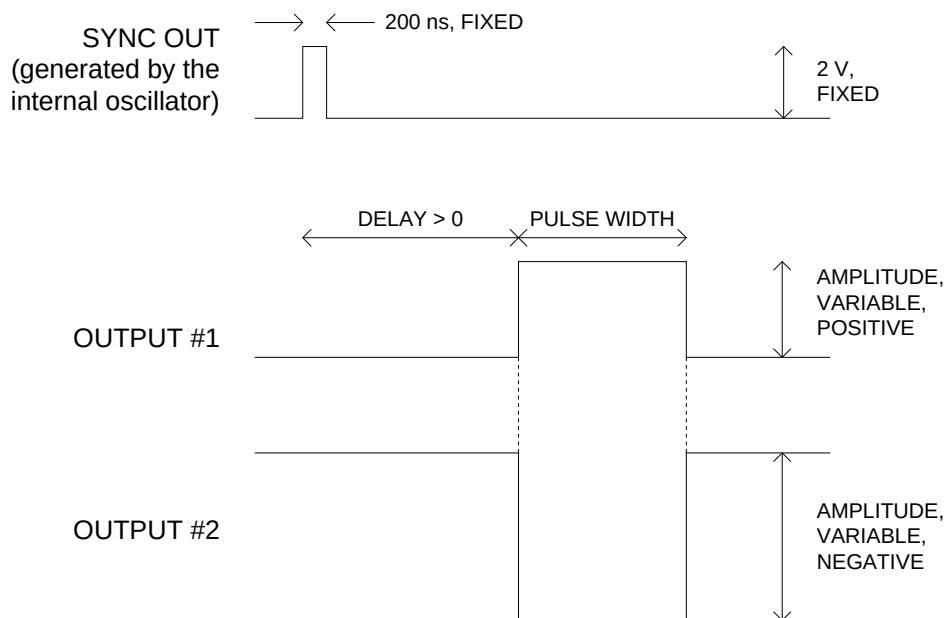 200 ns, FIXED
SYNC OUT
(generated by the
internal oscillator)
2 V,
FIXED
DELAY > 0
PULSE WIDTH
AMPLITUDE,
VARIABLE,
POSITIVE
OUTPUT #1
OUTPUT #2
AMPLITUDE,
VARIABLE,
NEGATIVE